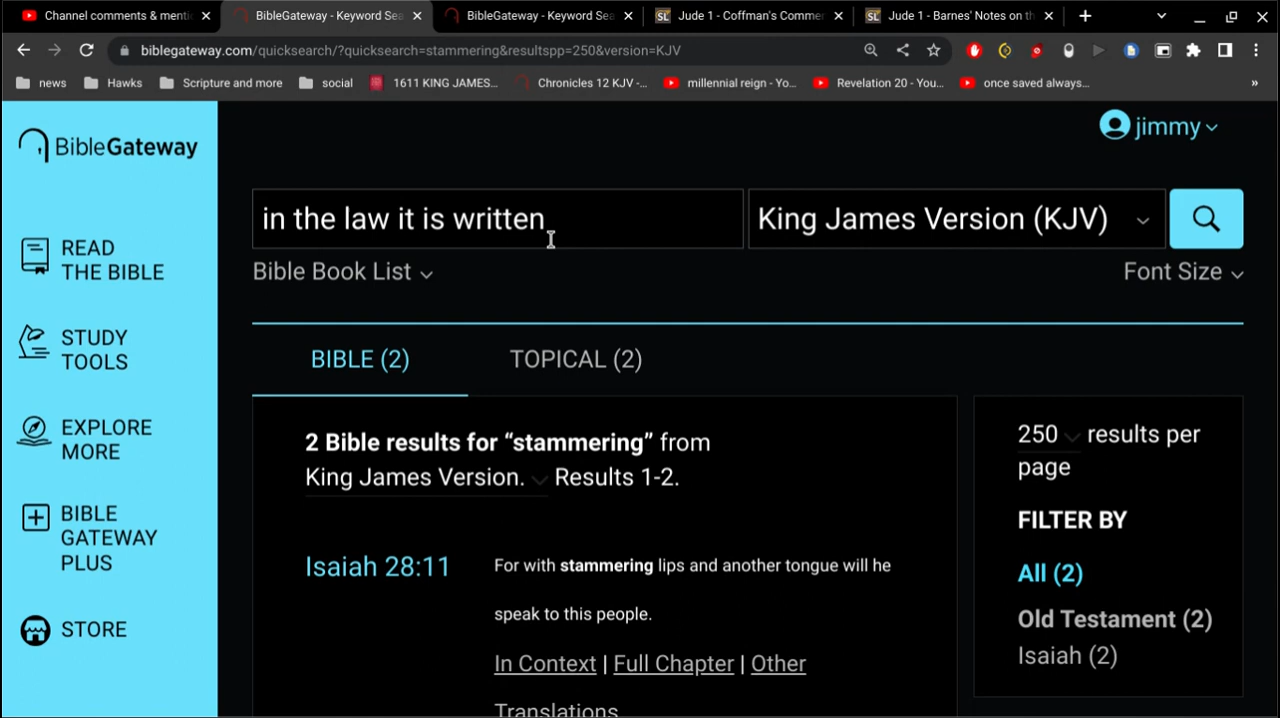 Channel comments & menti
BibleGateway - Keyword Sea
BibleGateway - Keyword Sea
SL Jude 1 - Coffman's Comme
SL Jude 1 - Barnes' Notes on th
biblegateway.com/quicksearch/?quicksearch=stammering&resultspp=250&version=KJV
news
Hawks
Scripture and more
social
1611 KING JAMES...
Chronicles 12 KJV -...
millennial reign - Yo...
Revelation 20 - You...
once saved always...
»
BibleGateway
jimmy
in the law it is written
King James Version (KJV)
Bible Book List
Font Size
READ
THE BIBLE
STUDY
TOOLS
EXPLORE
MORE
BIBLE
GATEWAY
PLUS
STORE
BIBLE (2)
TOPICAL (2)
2 Bible results for “stammering” from
King James Version. Results 1-2.
Isaiah 28:11
For with stammering lips and another tongue will he
speak to this people.
In Context | Full Chapter | Other
Translations
250 results per
page
FILTER BY
All (2)
Old Testament (2)
Isaiah (2)